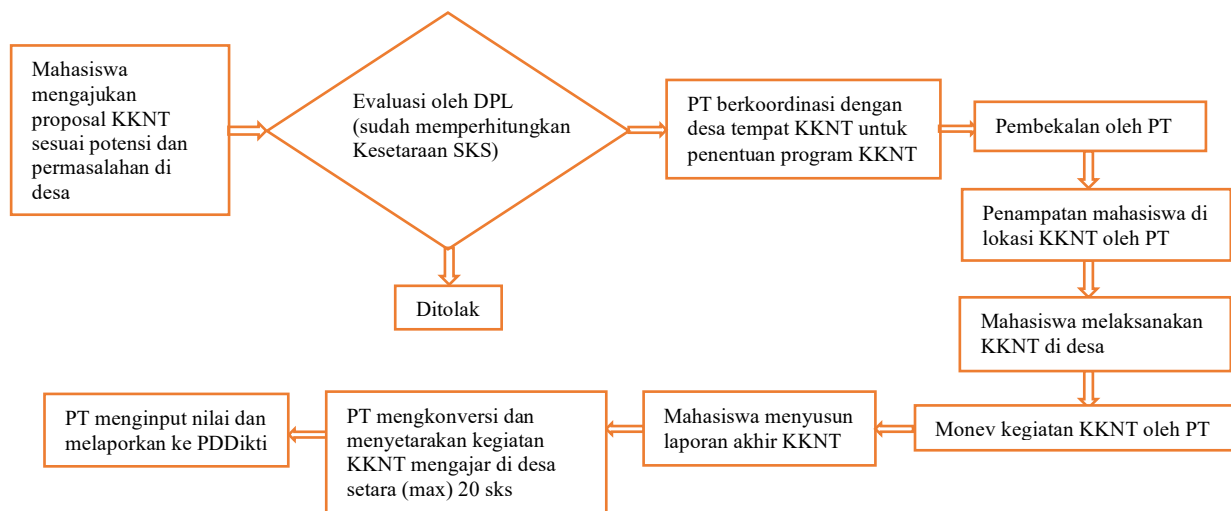 Mahasiswa
mengajukan
proposal KKNT
sesuai potensi dan
permasalahan di
desa
Evaluasi oleh DPL
(sudah memperhitungkan
Kesetaraan SKS)
Ditolak
PT berkoordinasi dengan
desa tempat KKNT untuk
penentuan program KKNT
Pembekalan oleh PT
Penampatan mahasiswa di
lokasi KKNT oleh PT
Mahasiswa melaksanakan
KKNT di desa
Monev kegiatan KKNT oleh PT
Mahasiswa menyusun
laporan akhir KKNT
PT mengkonversi dan
menyetarakan kegiatan
KKNT mengajar di desa
setara (max) 20 sks
PT menginput nilai dan
melaporkan ke PDDikti